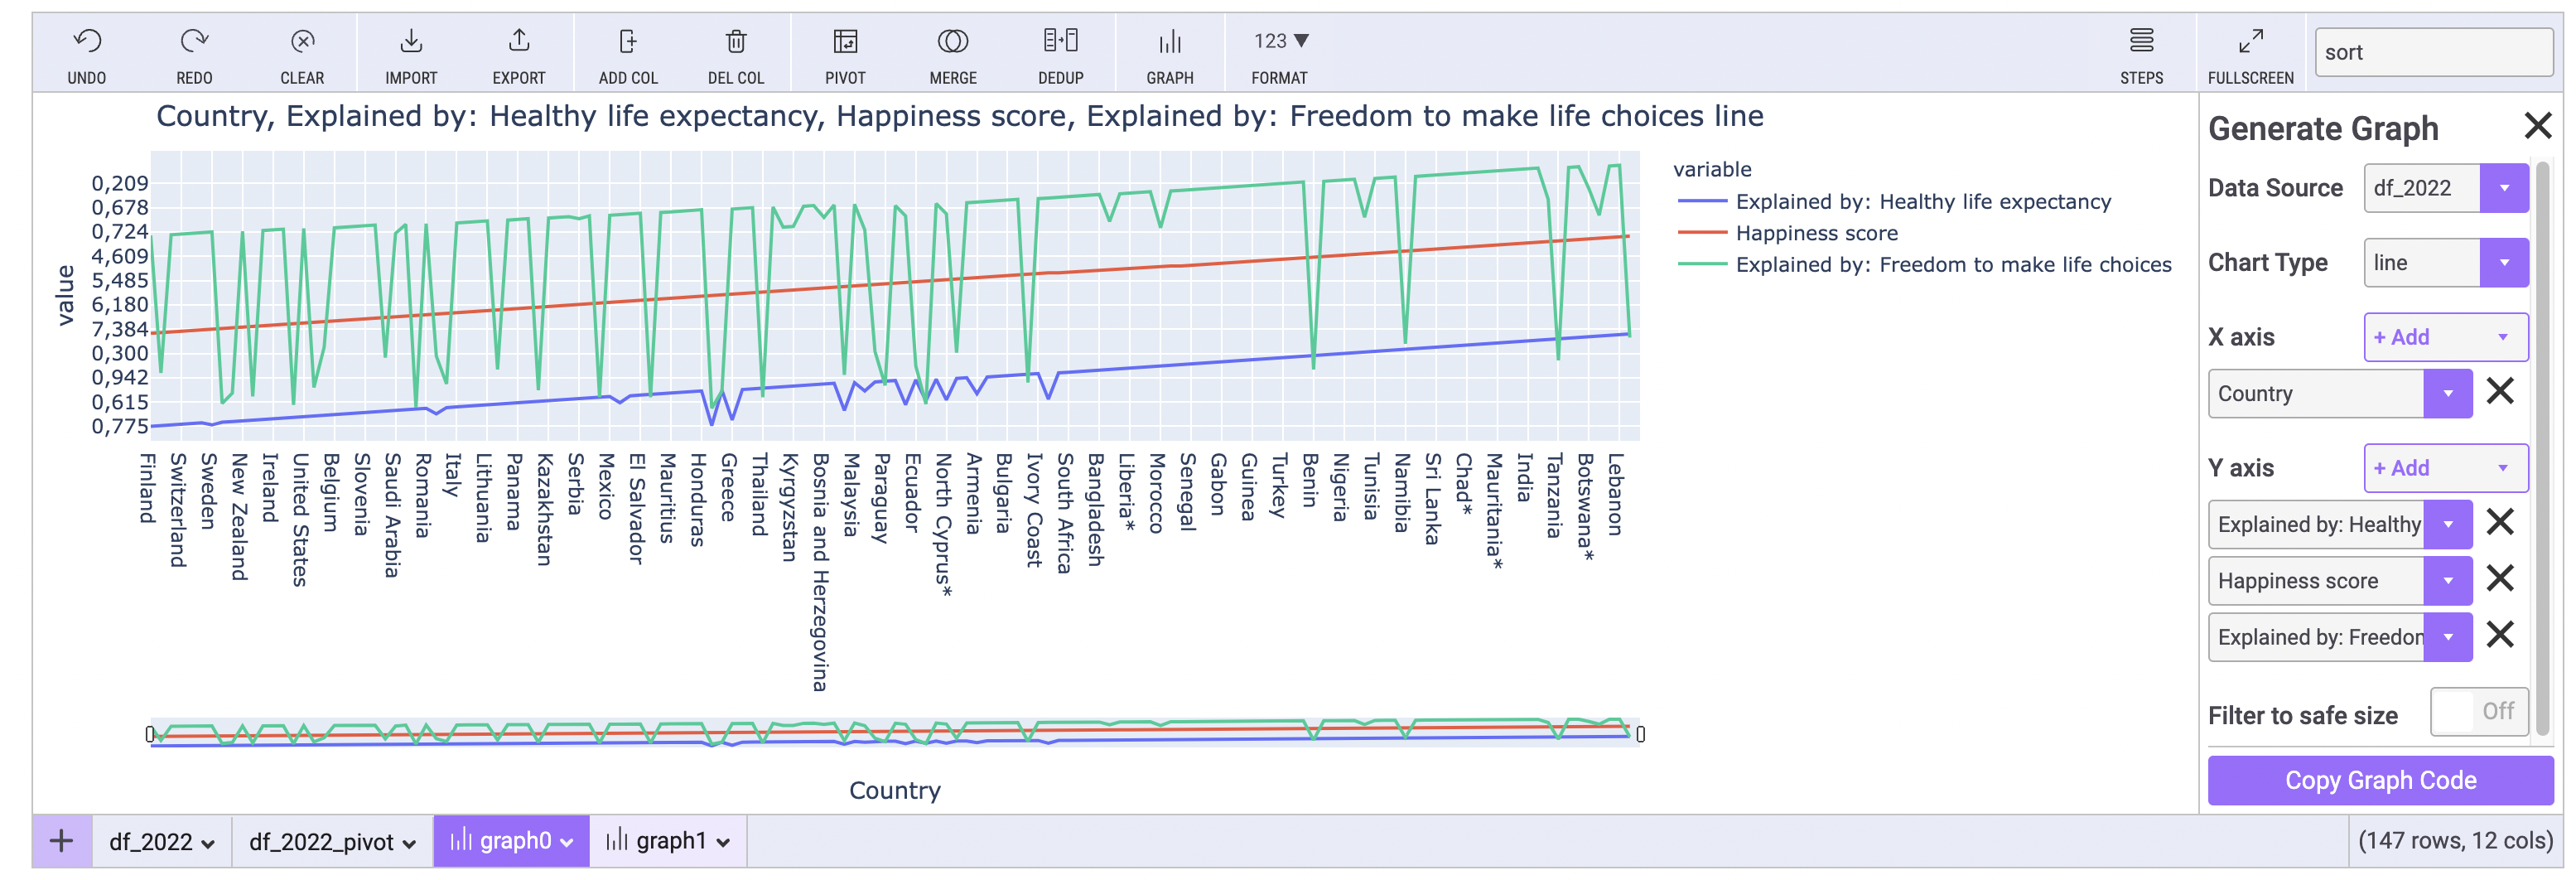 UNDO REDO CLEAR IMPORT EXPORT ADD COL DEL COL PIVOT MERGE DEDUP GRAPH 123 ▼ FORMAT STEPS FULLSCREEN sort
Country, Explained by: Healthy life expectancy, Happiness score, Explained by: Freedom to make life choices line
value
0,209
0,678
0,724
4,609
5,485
6,180
7,384
0,300
0,942
0,615
0,775
Finland
Switzerland
Sweden
New Zealand
Ireland
United States
Belgium
Slovenia
Saudi Arabia
Romania
Italy
Lithuania
Panama
Kazakhstan
Serbia
Mexico
El Salvador
Mauritius
Honduras
Greece
Thailand
Kyrgyzstan
Bosnia and Herzegovina
Malaysia
Paraguay
Ecuador
North Cyprus*
Armenia
Bulgaria
Ivory Coast
South Africa
Bangladesh
Liberia*
Morocco
Senegal
Gabon
Guinea
Turkey
Benin
Nigeria
Tunisia
Namibia
Sri Lanka
Chad*
Mauritania*
India
Tanzania
Botswana*
Lebanon
Country
variable
Explained by: Healthy life expectancy
Happiness score
Explained by: Freedom to make life choices
Generate Graph
Data Source df_2022
Chart Type line
X axis + Add
Country
Y axis + Add
Explained by: Healthy
Happiness score
Explained by: Freedon
Filter to safe size Off
Copy Graph Code
+ df_2022 df_2022_pivot graph0 graph1 (147 rows, 12 cols)